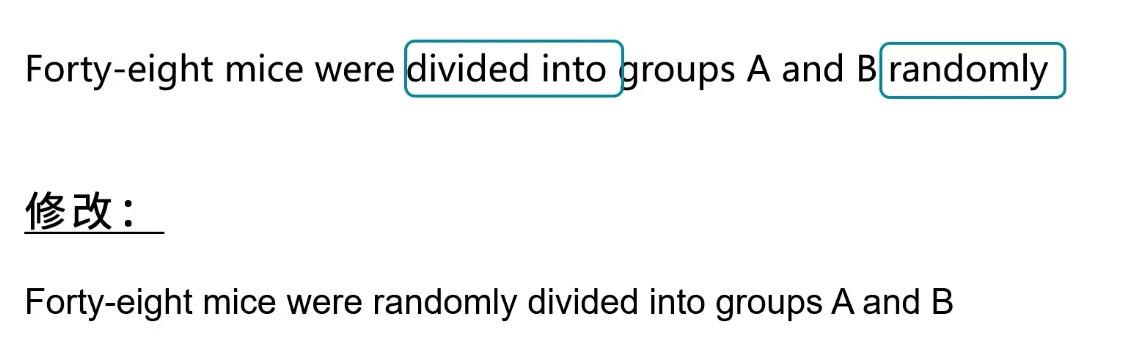 Forty-eight mice were divided into groups A and B randomly
修改：
Forty-eight mice were randomly divided into groups A and B